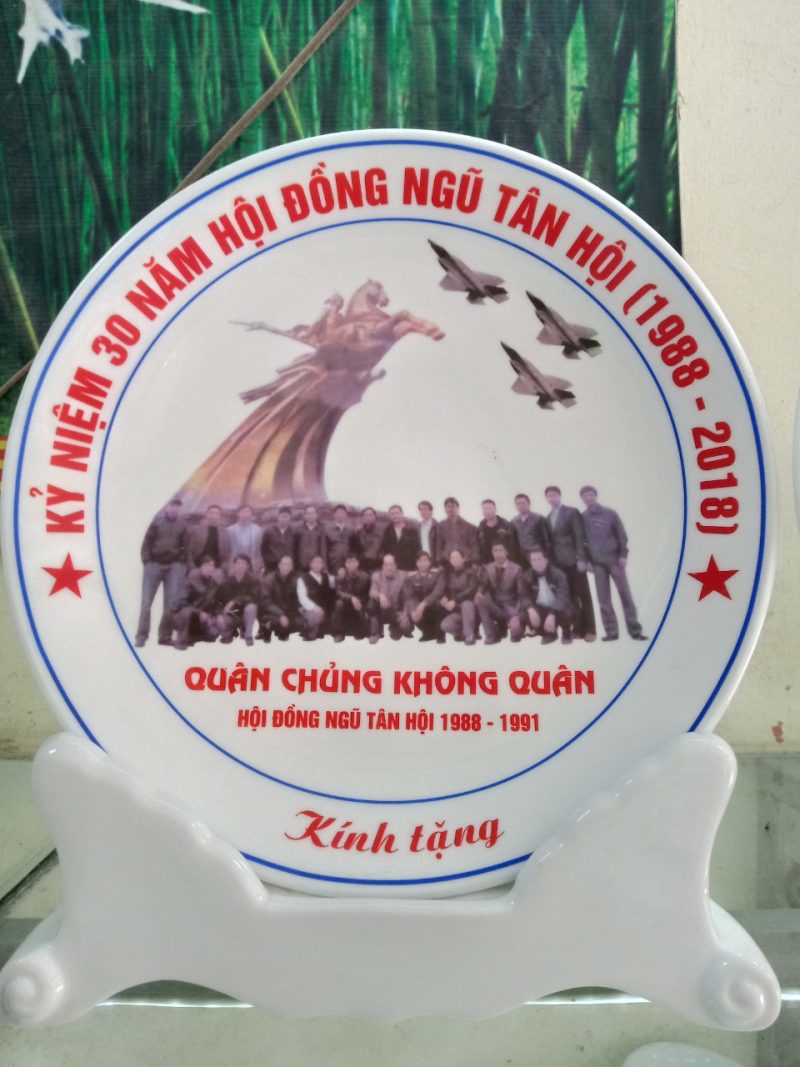 KỶ NIỆM 30 NĂM HỘI ĐỒNG NGŨ TÂN HỘI (1988 - 2018)
QUÂN CHỦNG KHÔNG QUÂN
HỘI ĐỒNG NGŨ TÂN HỘI 1988 - 1991
Kính tặng